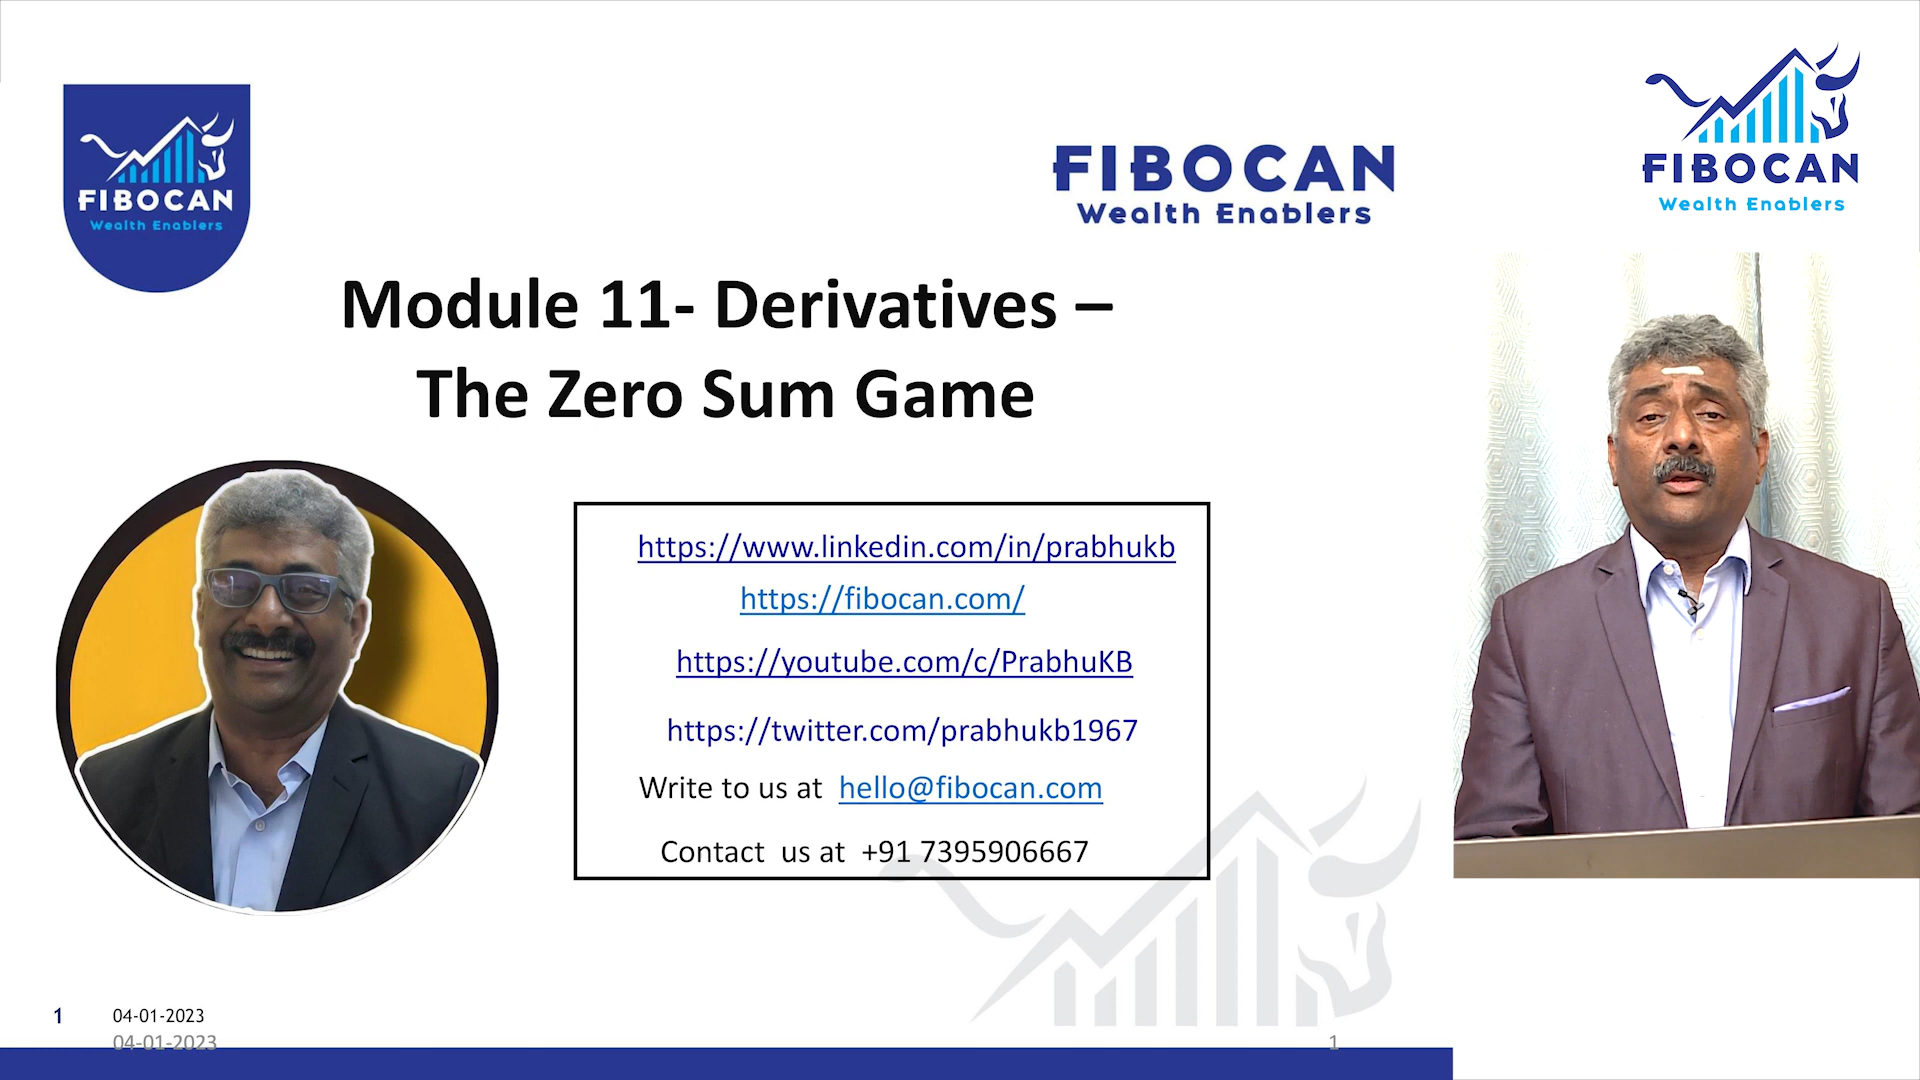 FIBOCAN
Wealth Enablers
FIBOCAN
Wealth Enablers
FIBOCAN
Wealth Enablers
Module 11- Derivatives –
The Zero Sum Game
https://www.linkedin.com/in/prabhukb
https://fibocan.com/
https://youtube.com/c/PrabhuKB
https://twitter.com/prabhukb1967
Write to us at hello@fibocan.com
Contact us at +91 7395906667
1 04-01-2023
04-01-2023 1